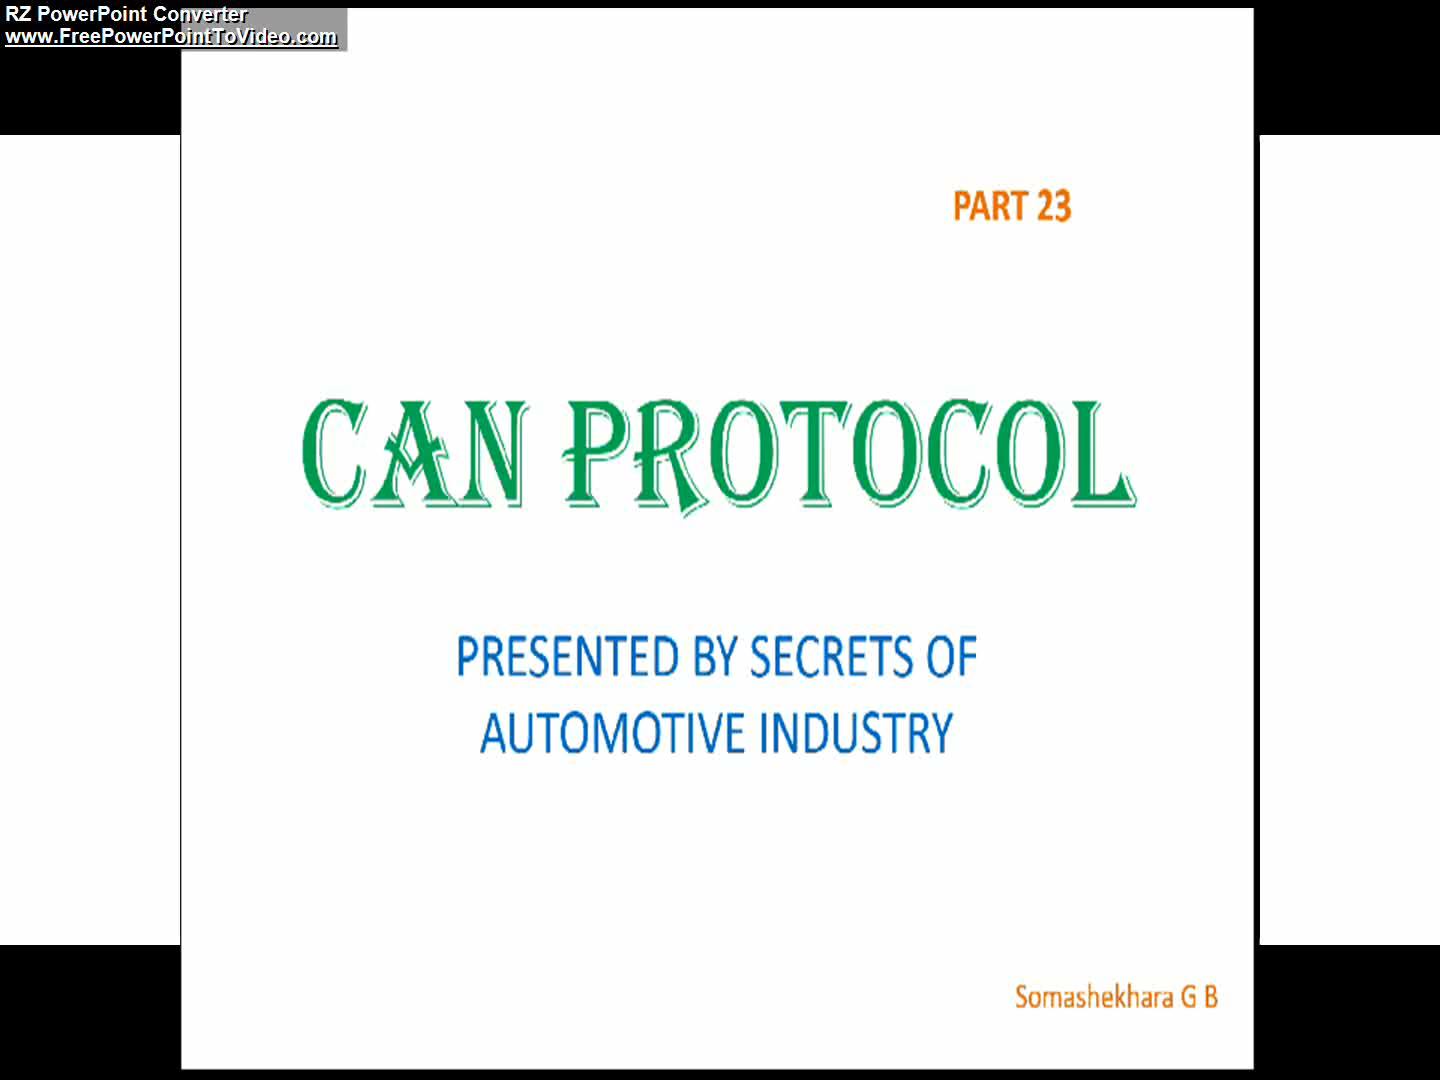 RZ PowerPoint Converter
www.FreePowerPointToVideo.com
PART 23
CAN PROTOCOL
PRESENTED BY SECRETS OF
AUTOMOTIVE INDUSTRY
Somashekhara G B